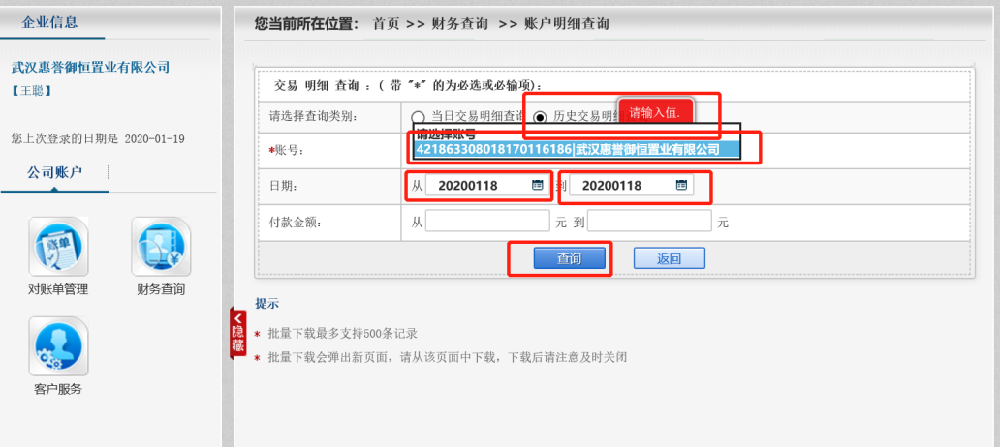 企业信息
武汉惠誉御恒置业有限公司
【王聪】
您上次登录的日期是 2020-01-19
公司账户
对账单管理
财务查询
客户服务
隐藏
您当前所在位置： 首页 >> 财务查询 >> 账户明细查询
交易 明细 查询 ：( 带 "*" 的为必选或必输项)：
请选择查询类别： 当日交易明细查询 历史交易明细
请输入值.
请选择账号
*账号： 421863308018170116186|武汉惠誉御恒置业有限公司
日期： 从 20200118 到 20200118
付款金额： 从 元 到 元
查询 返回
提示
* 批量下载最多支持500条记录
* 批量下载会弹出新页面，请从该页面中下载，下载后请注意及时关闭